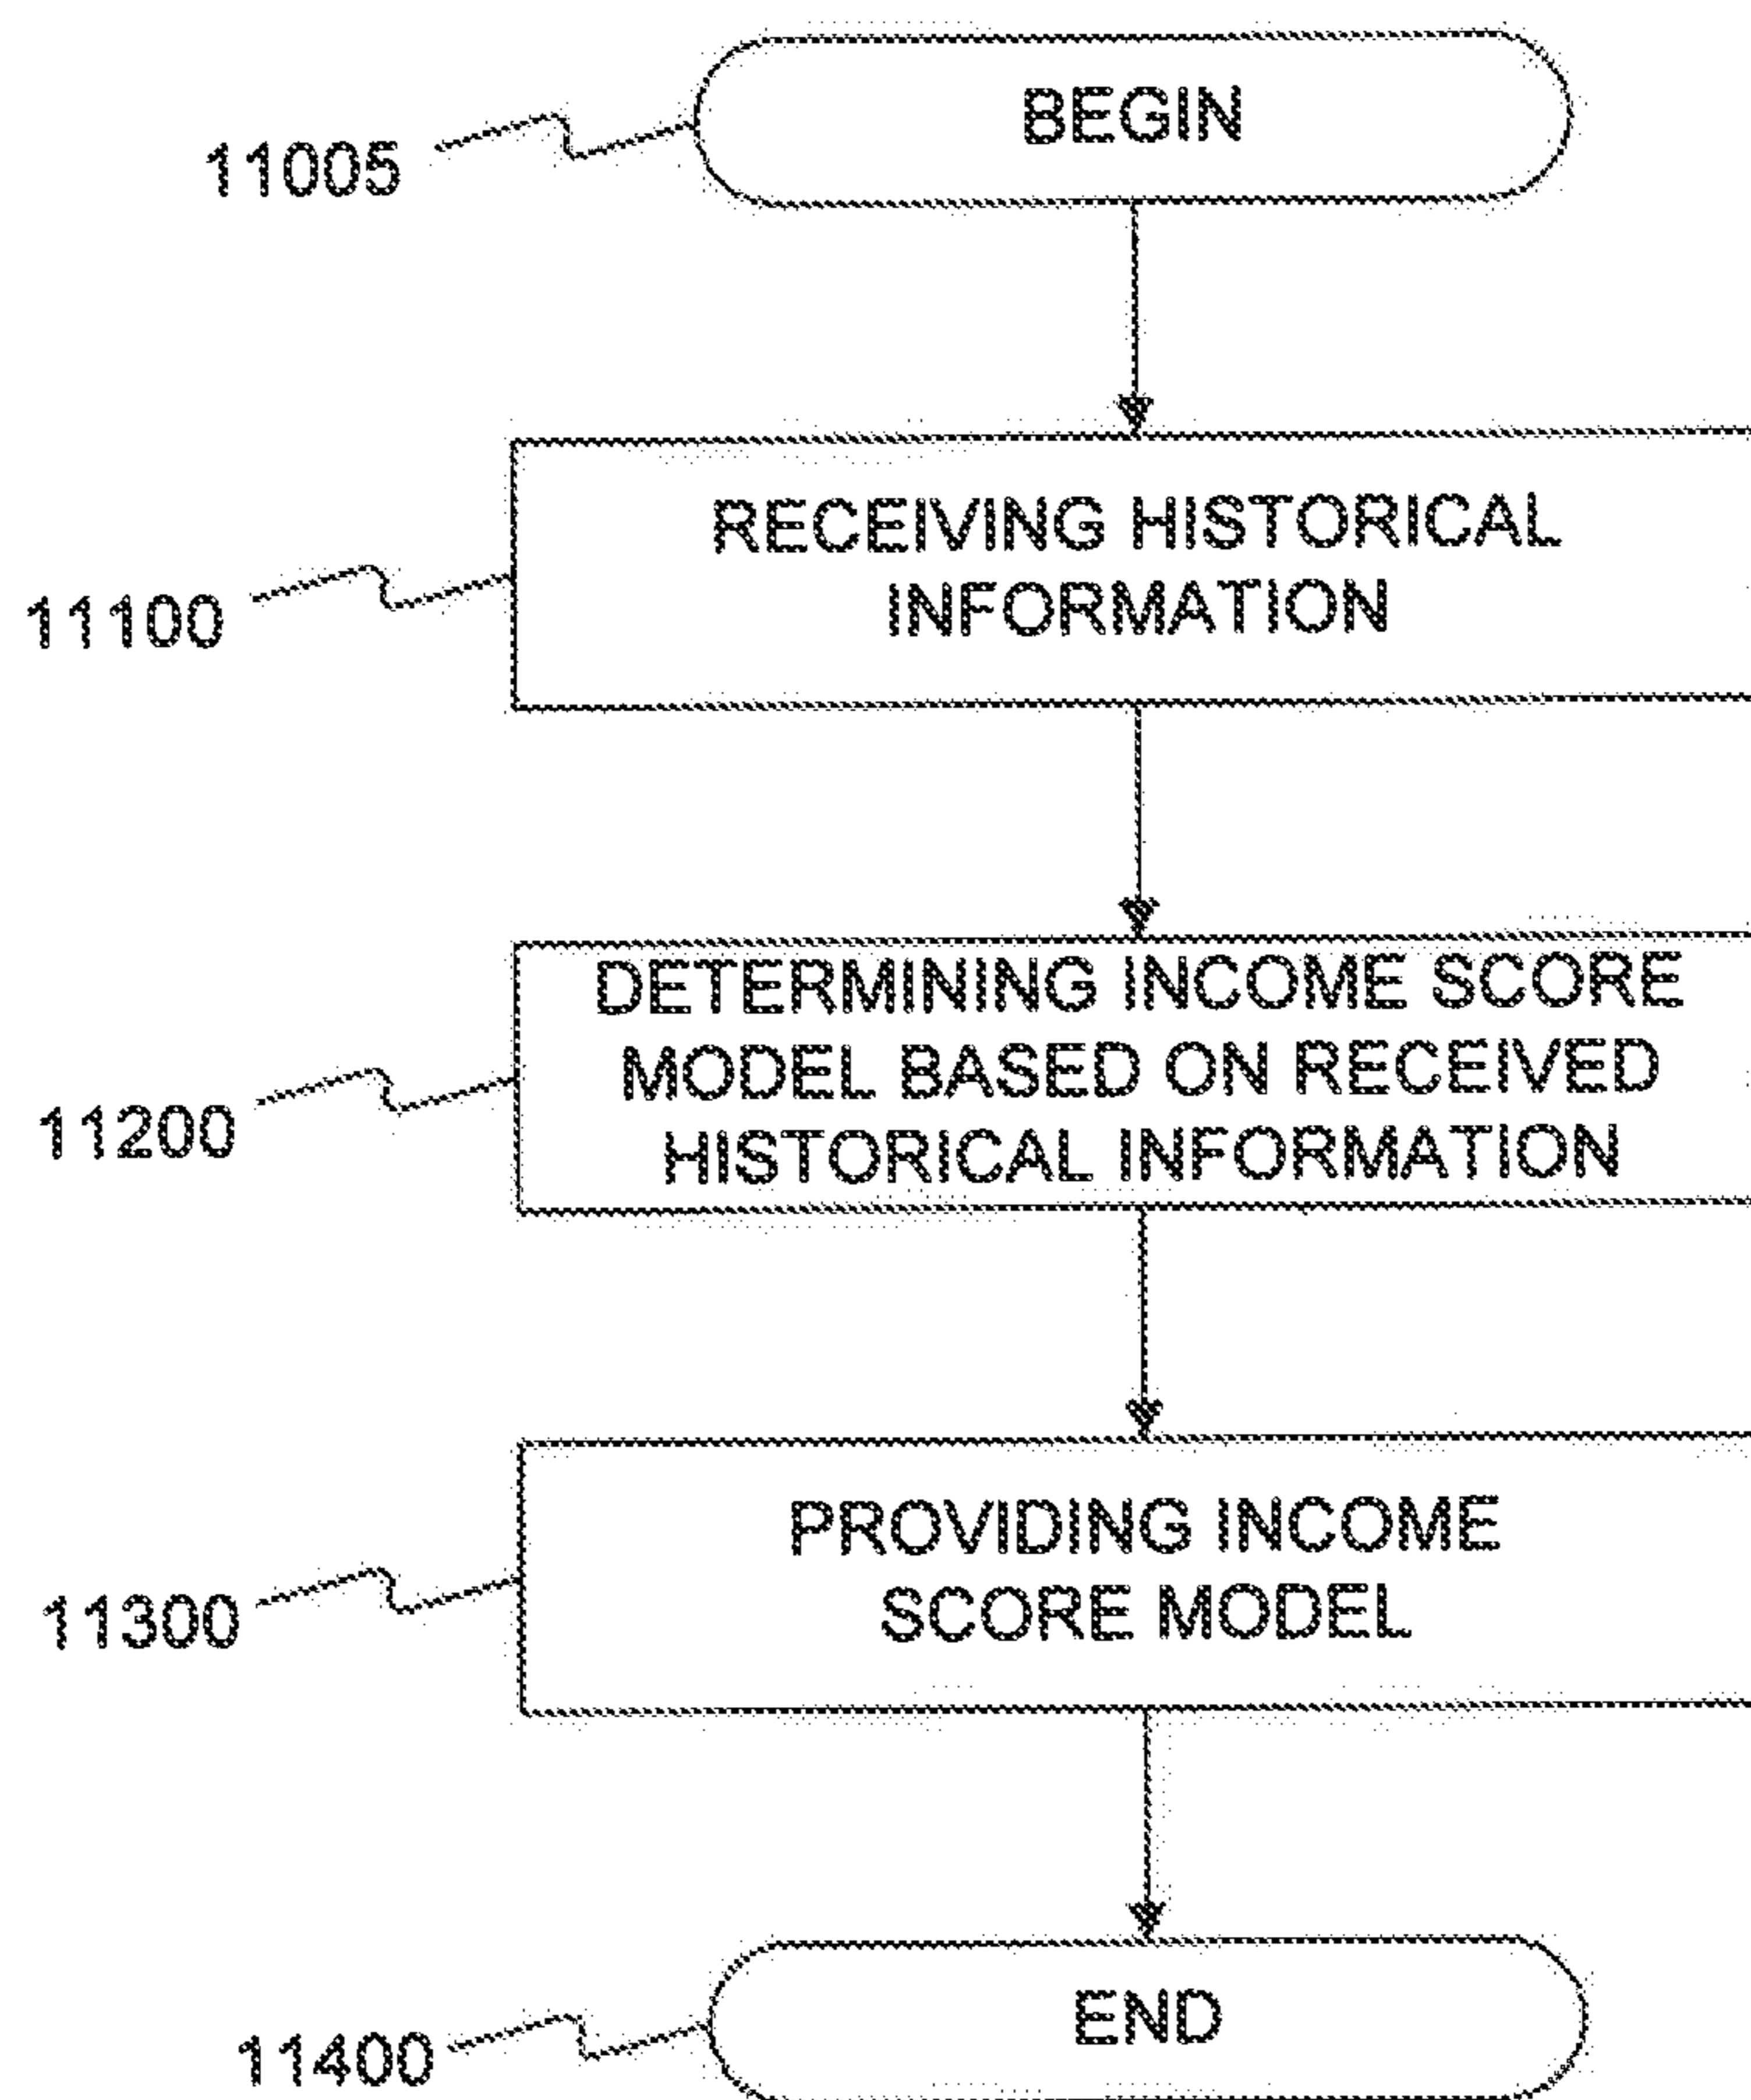 BEGIN
11005
RECEIVING HISTORICAL
INFORMATION
11100
DETERMINING INCOME SCORE
MODEL BASED ON RECEIVED
HISTORICAL INFORMATION
11200
PROVIDING INCOME
SCORE MODEL
11300
END
11400